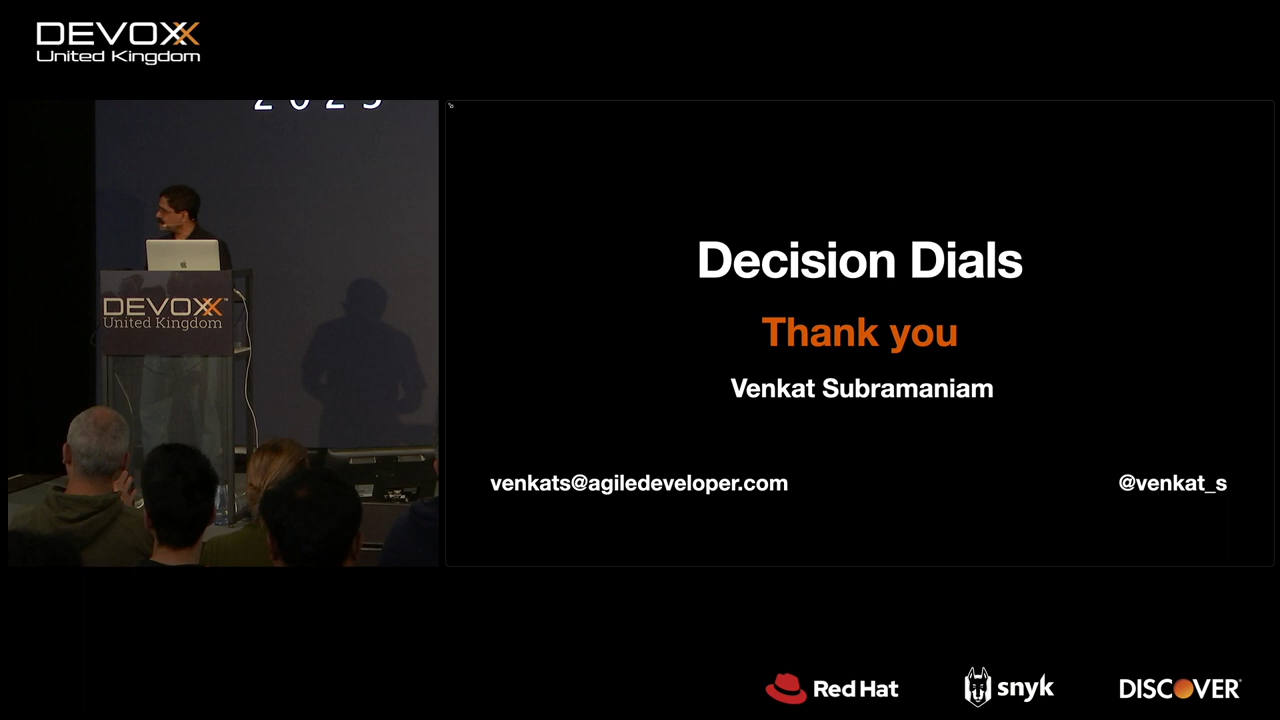 DEVOXX
United Kingdom
DEVOXX™
United Kingdom
Decision Dials
Thank you
Venkat Subramaniam
venkats@agiledeveloper.com
@venkat_s
Red Hat
snyk
DISCOVER